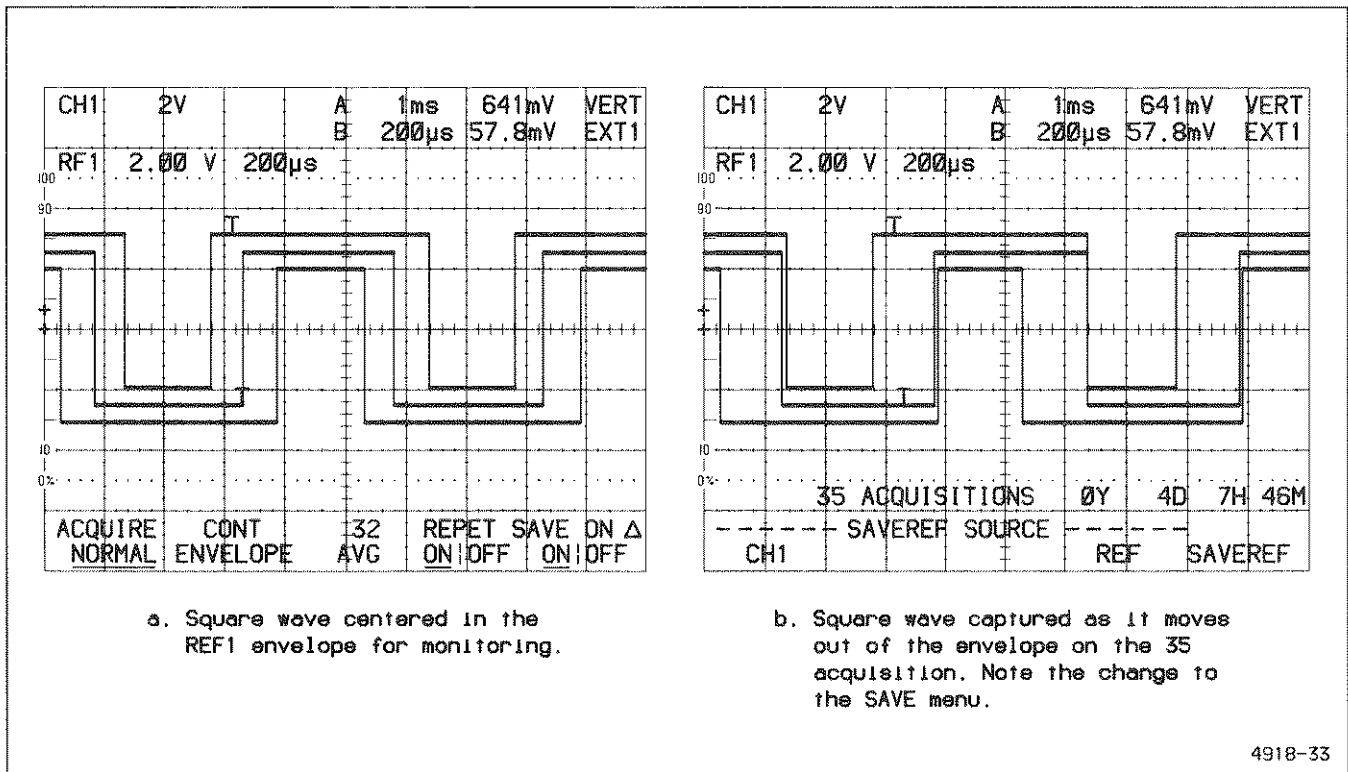 CH1 2V A 1ms 641mV VERT
B 200µs 57.8mV EXT1
RF1 2.00 V 200µs
100
90
T
T
10
0%
ACQUIRE CONT 32 REPET SAVE ON Δ
NORMAL ENVELOPE AVG ON|OFF ON|OFF
a. Square wave centered in the
REF1 envelope for monitoring.
CH1 2V A 1ms 641mV VERT
B 200µs 57.8mV EXT1
RF1 2.00 V 200µs
100
90
T
T
10
0%
35 ACQUISITIONS 0Y 4D 7H 46M
------ SAVEREF SOURCE ------
CH1 REF SAVEREF
b. Square wave captured as it moves
out of the envelope on the 35
acquisition. Note the change to
the SAVE menu.
4918-33